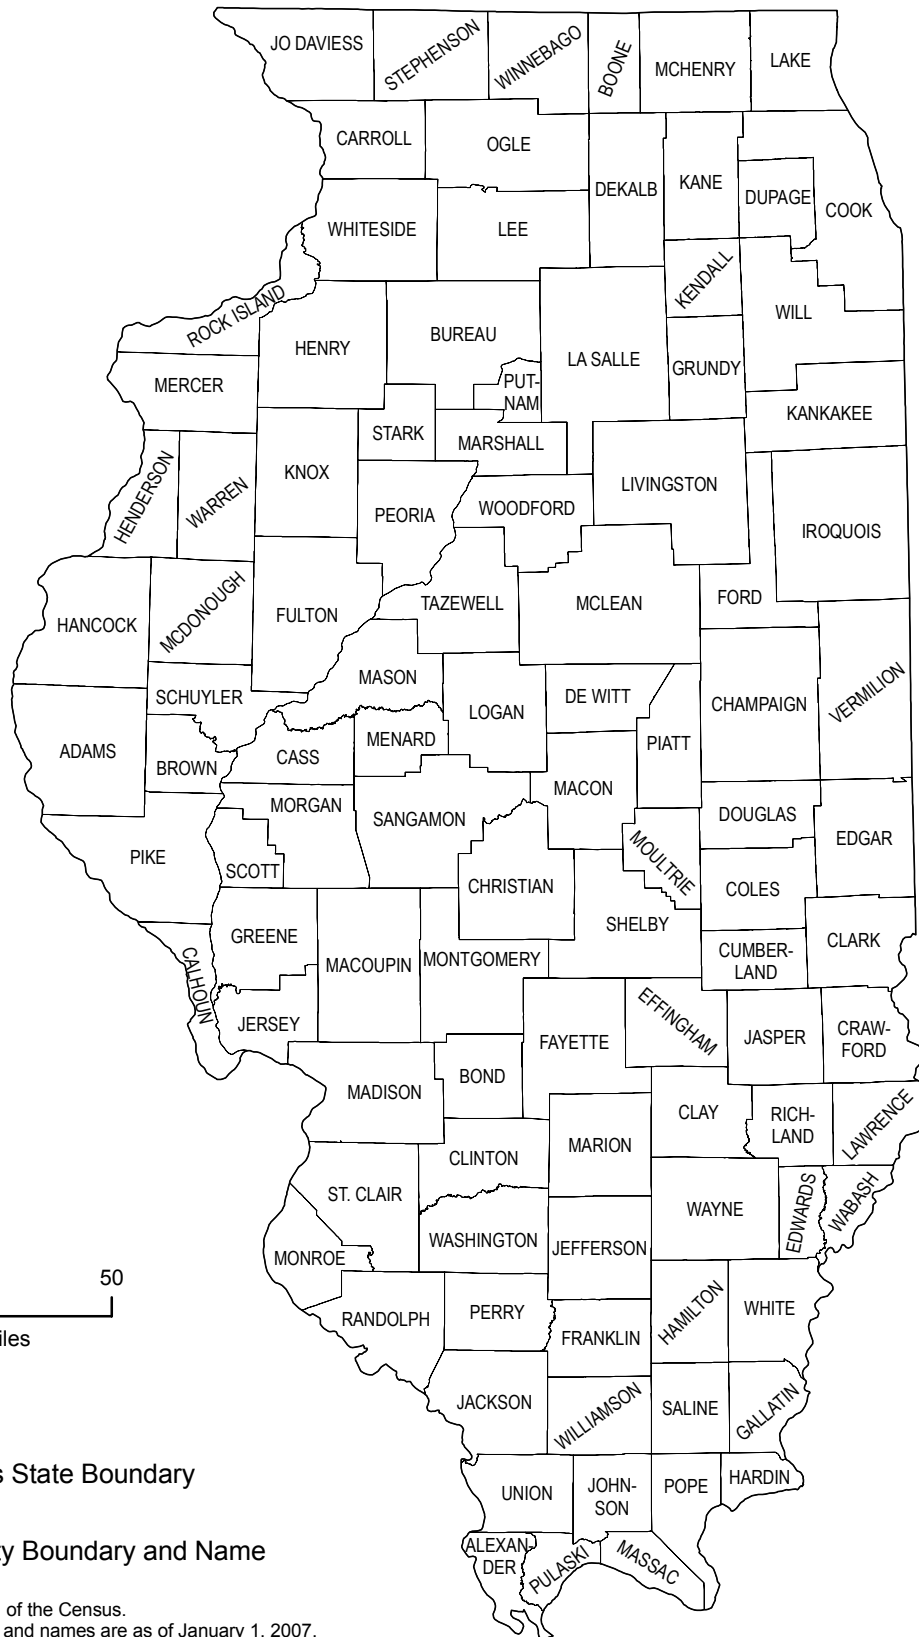 JO DAVIESS
STEPHENSON
WINNEBAGO
BOONE
MCHENRY
LAKE
CARROLL
OGLE
DEKALB
KANE
DUPAGE
COOK
WHITESIDE
LEE
KENDALL
WILL
ROCK ISLAND
HENRY
BUREAU
LA SALLE
GRUNDY
MERCER
PUT-
NAM
KANKAKEE
STARK
MARSHALL
HENDERSON
WARREN
KNOX
LIVINGSTON
PEORIA
WOODFORD
IROQUOIS
HANCOCK
MCDONOUGH
FULTON
TAZEWELL
MCLEAN
FORD
MASON
SCHUYLER
LOGAN
DE WITT
CHAMPAIGN
VERMILION
ADAMS
BROWN
CASS
MENARD
PIATT
MACON
MORGAN
SANGAMON
DOUGLAS
EDGAR
PIKE
SCOTT
CHRISTIAN
MOULTRIE
COLES
GREENE
MACOUPIN
MONTGOMERY
SHELBY
CUMBER-
LAND
CLARK
CALHOUN
JERSEY
FAYETTE
EFFINGHAM
JASPER
CRAW-
FORD
MADISON
BOND
CLAY
RICH-
LAND
LAWRENCE
MARION
CLINTON
ST. CLAIR
WAYNE
EDWARDS
WABASH
WASHINGTON
JEFFERSON
MONROE
50
iles
RANDOLPH
PERRY
FRANKLIN
HAMILTON
WHITE
JACKSON
WILLIAMSON
SALINE
GALLATIN
s State Boundary
UNION
JOHN-
SON
POPE
HARDIN
ty Boundary and Name
ALEXAN-
DER
PULASKI
MASSAC
of the Census.
and names are as of January 1, 2007.